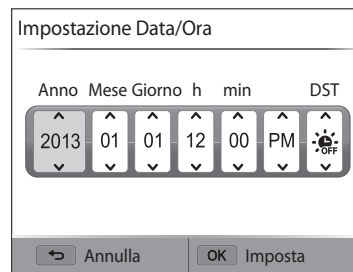 Impostazione Data/Ora
Anno Mese Giorno h min DST
2013 01 01 12 00 PM OFF
Annulla OK Imposta